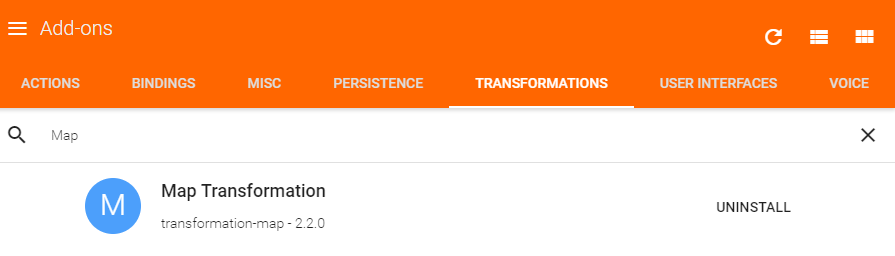 Add-ons
ACTIONS BINDINGS MISC PERSISTENCE TRANSFORMATIONS USER INTERFACES VOICE
Map
M
Map Transformation
transformation-map - 2.2.0
UNINSTALL